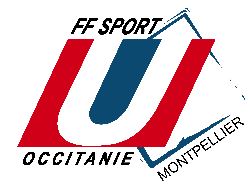 FF SPORT
U
OCCITANIE
MONTPELLIER